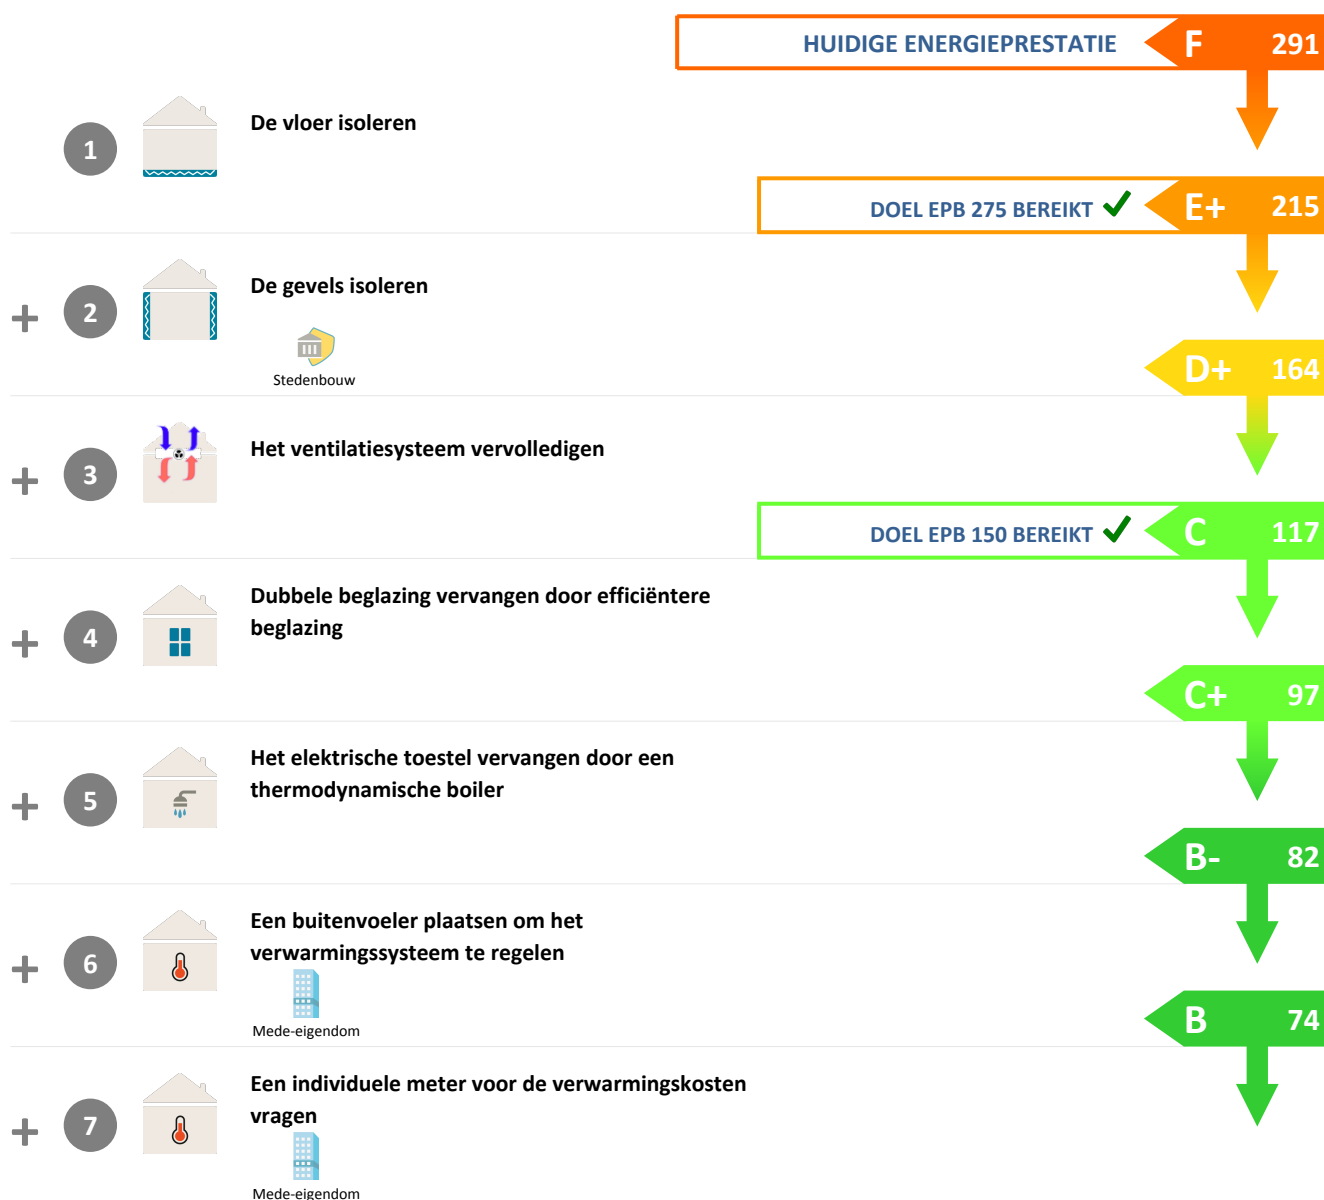 HUIDIGE ENERGIEPRESTATIE F 291
1 De vloer isoleren
DOEL EPB 275 BEREIKT E+ 215
+ 2 De gevels isoleren
Stedenbouw
D+ 164
+ 3 Het ventilatiesysteem vervolledigen
DOEL EPB 150 BEREIKT C 117
+ 4 Dubbele beglazing vervangen door efficiëntere
beglazing
C+ 97
+ 5 Het elektrische toestel vervangen door een
thermodynamische boiler
B- 82
+ 6 Een buitenvoeler plaatsen om het
verwarmingssysteem te regelen
Mede-eigendom
B 74
+ 7 Een individuele meter voor de verwarmingskosten
vragen
Mede-eigendom